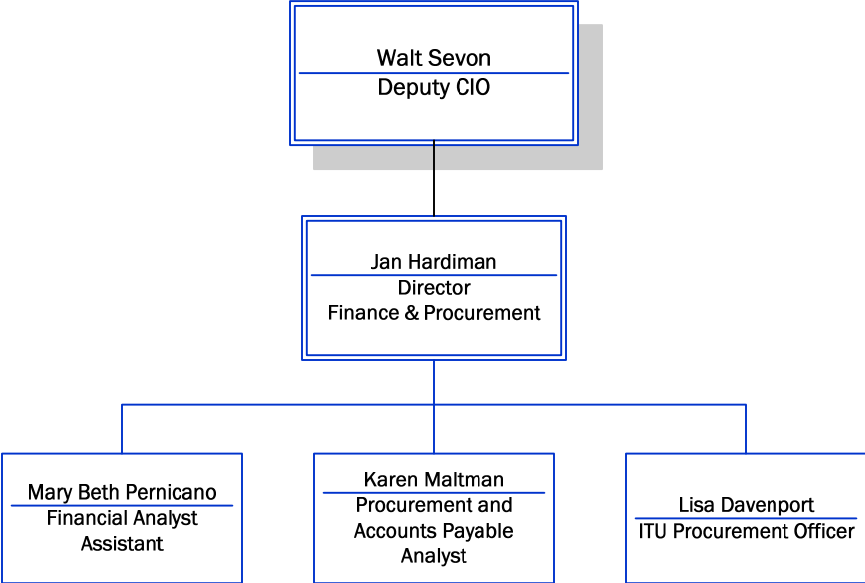 Walt Sevon
Deputy CIO
Jan Hardiman
Director
Finance & Procurement
Mary Beth Pernicano
Financial Analyst
Assistant
Karen Maltman
Procurement and
Accounts Payable
Analyst
Lisa Davenport
ITU Procurement Officer